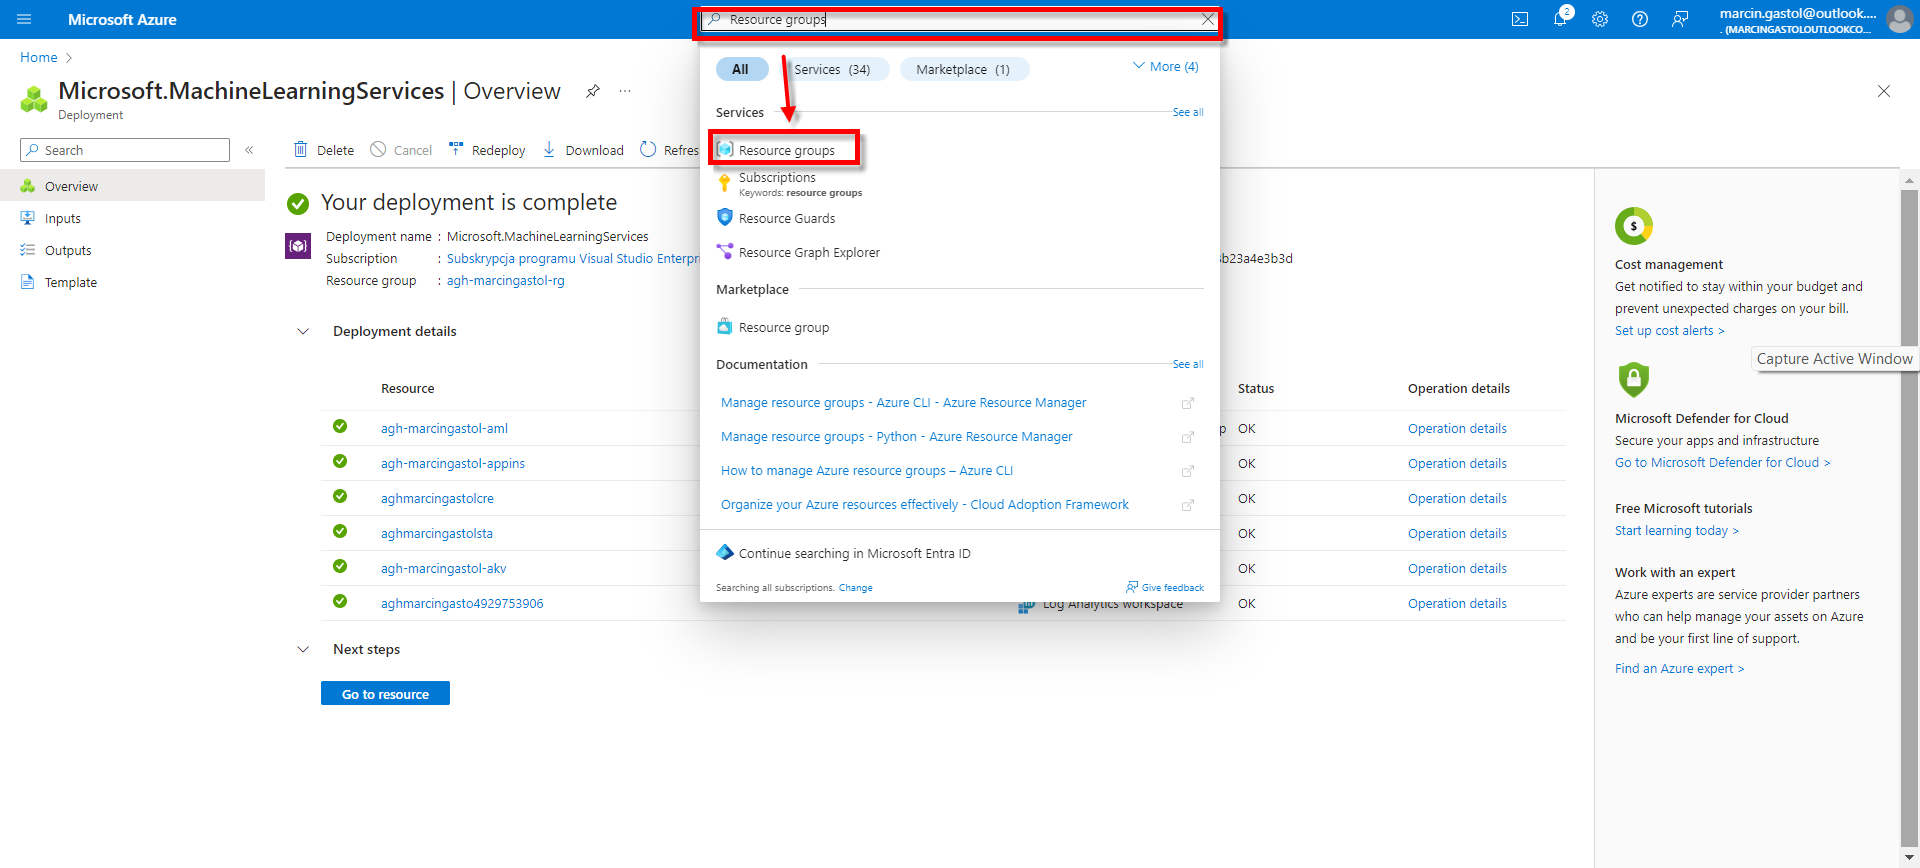 Microsoft Azure
Resource groups
2
marcin.gastol@outlook....
. (MARCINGASTOLOUTLOOKCO...
Home
Microsoft.MachineLearningServices | Overview
...
Deployment
Search
«
Delete
Cancel
Redeploy
Download
Refres
Overview
Inputs
Outputs
Template
Your deployment is complete
Deployment name : Microsoft.MachineLearningServices
Subscription : Subskrypcja programu Visual Studio Enterpri
b23a4e3b3d
Resource group : agh-marcingastol-rg
Deployment details
Resource
Status
Operation details
agh-marcingastol-aml
p
OK
Operation details
agh-marcingastol-appins
OK
Operation details
aghmarcingastolcre
OK
Operation details
aghmarcingastolsta
OK
Operation details
agh-marcingastol-akv
OK
Operation details
aghmarcingasto4929753906
Log Analytics workspace
OK
Operation details
Next steps
Go to resource
All
Services (34)
Marketplace (1)
More (4)
Services
See all
Resource groups
Subscriptions
Keywords: resource groups
Resource Guards
Resource Graph Explorer
Marketplace
Resource group
Documentation
See all
Manage resource groups - Azure CLI - Azure Resource Manager
Manage resource groups - Python - Azure Resource Manager
How to manage Azure resource groups – Azure CLI
Organize your Azure resources effectively - Cloud Adoption Framework
Continue searching in Microsoft Entra ID
Searching all subscriptions. Change
Give feedback
$
Cost management
Get notified to stay within your budget and
prevent unexpected charges on your bill.
Set up cost alerts >
Capture Active Window
Microsoft Defender for Cloud
Secure your apps and infrastructure
Go to Microsoft Defender for Cloud >
Free Microsoft tutorials
Start learning today >
Work with an expert
Azure experts are service provider partners
who can help manage your assets on Azure
and be your first line of support.
Find an Azure expert >